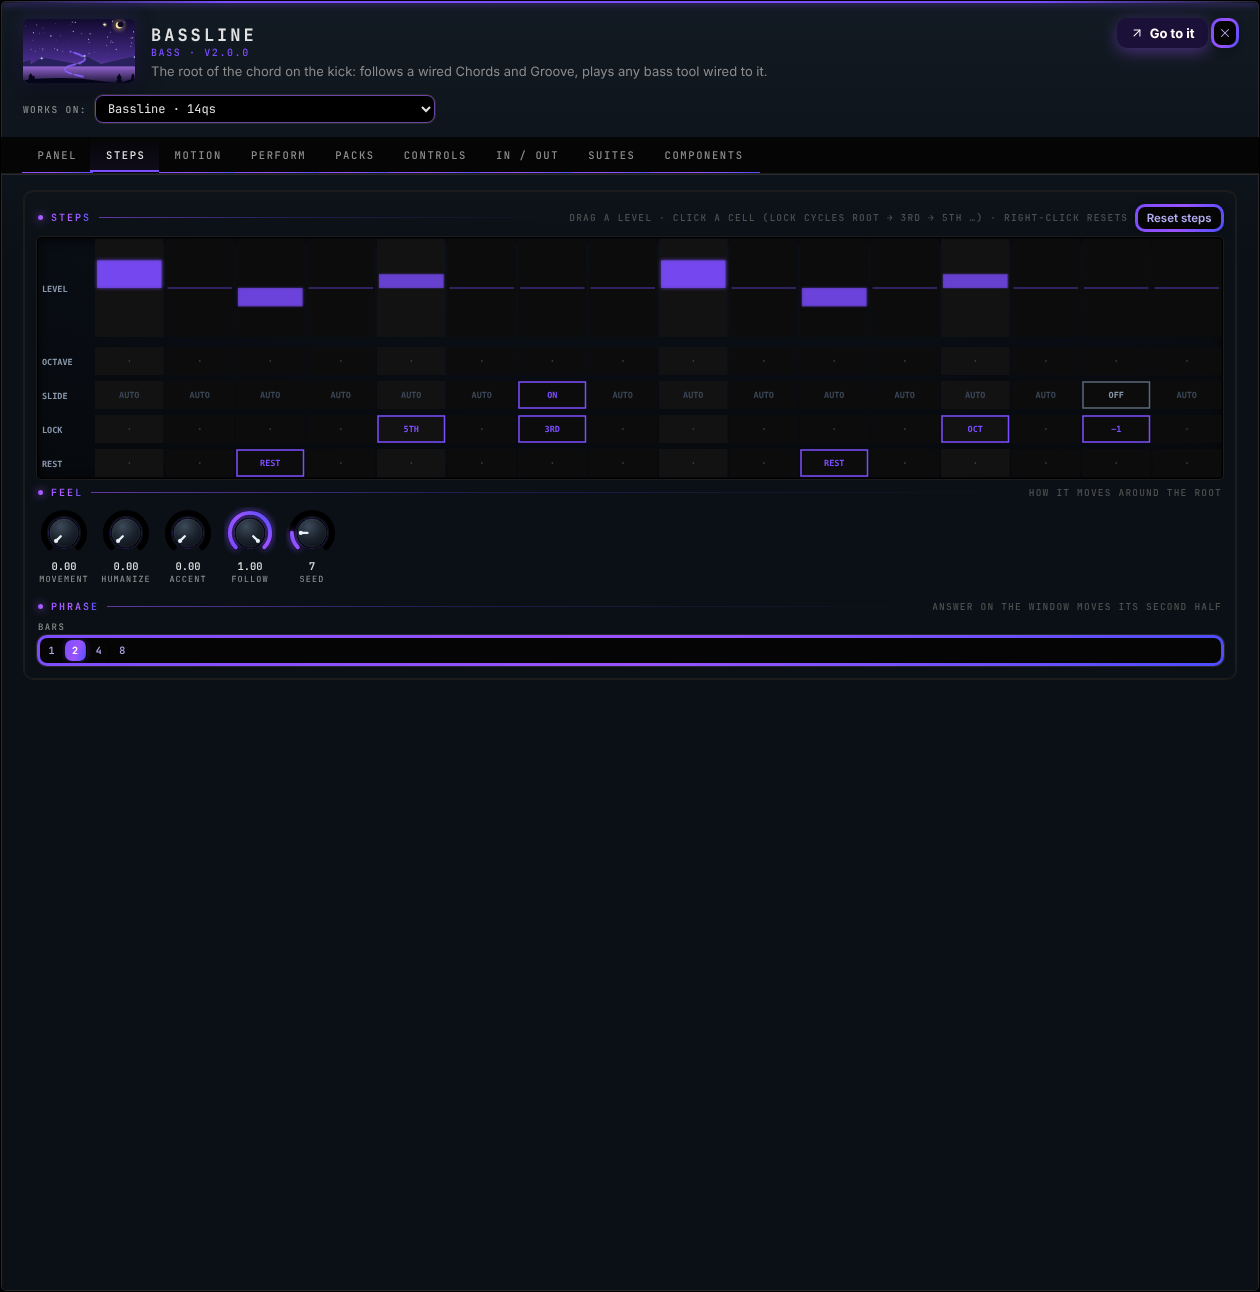 BASSLINE
BASS · V2.0.0
The root of the chord on the kick: follows a wired Chords and Groove, plays any bass tool wired to it.
Go to it
WORKS ON: Bassline · 14qs
PANEL STEPS MOTION PERFORM PACKS CONTROLS IN / OUT SUITES COMPONENTS
STEPS DRAG A LEVEL · CLICK A CELL (LOCK CYCLES ROOT → 3RD → 5TH …) · RIGHT-CLICK RESETS Reset steps
LEVEL
OCTAVE · · · · · · · · · · · · · · · ·
SLIDE AUTO AUTO AUTO AUTO AUTO AUTO ON AUTO AUTO AUTO AUTO AUTO AUTO AUTO OFF AUTO
LOCK · · · · 5TH · 3RD · · · · · OCT · −1 ·
REST · · REST · · · · · · · REST · · · · ·
FEEL HOW IT MOVES AROUND THE ROOT
0.00 0.00 0.00 1.00 7
MOVEMENT HUMANIZE ACCENT FOLLOW SEED
PHRASE ANSWER ON THE WINDOW MOVES ITS SECOND HALF
BARS
1 2 4 8